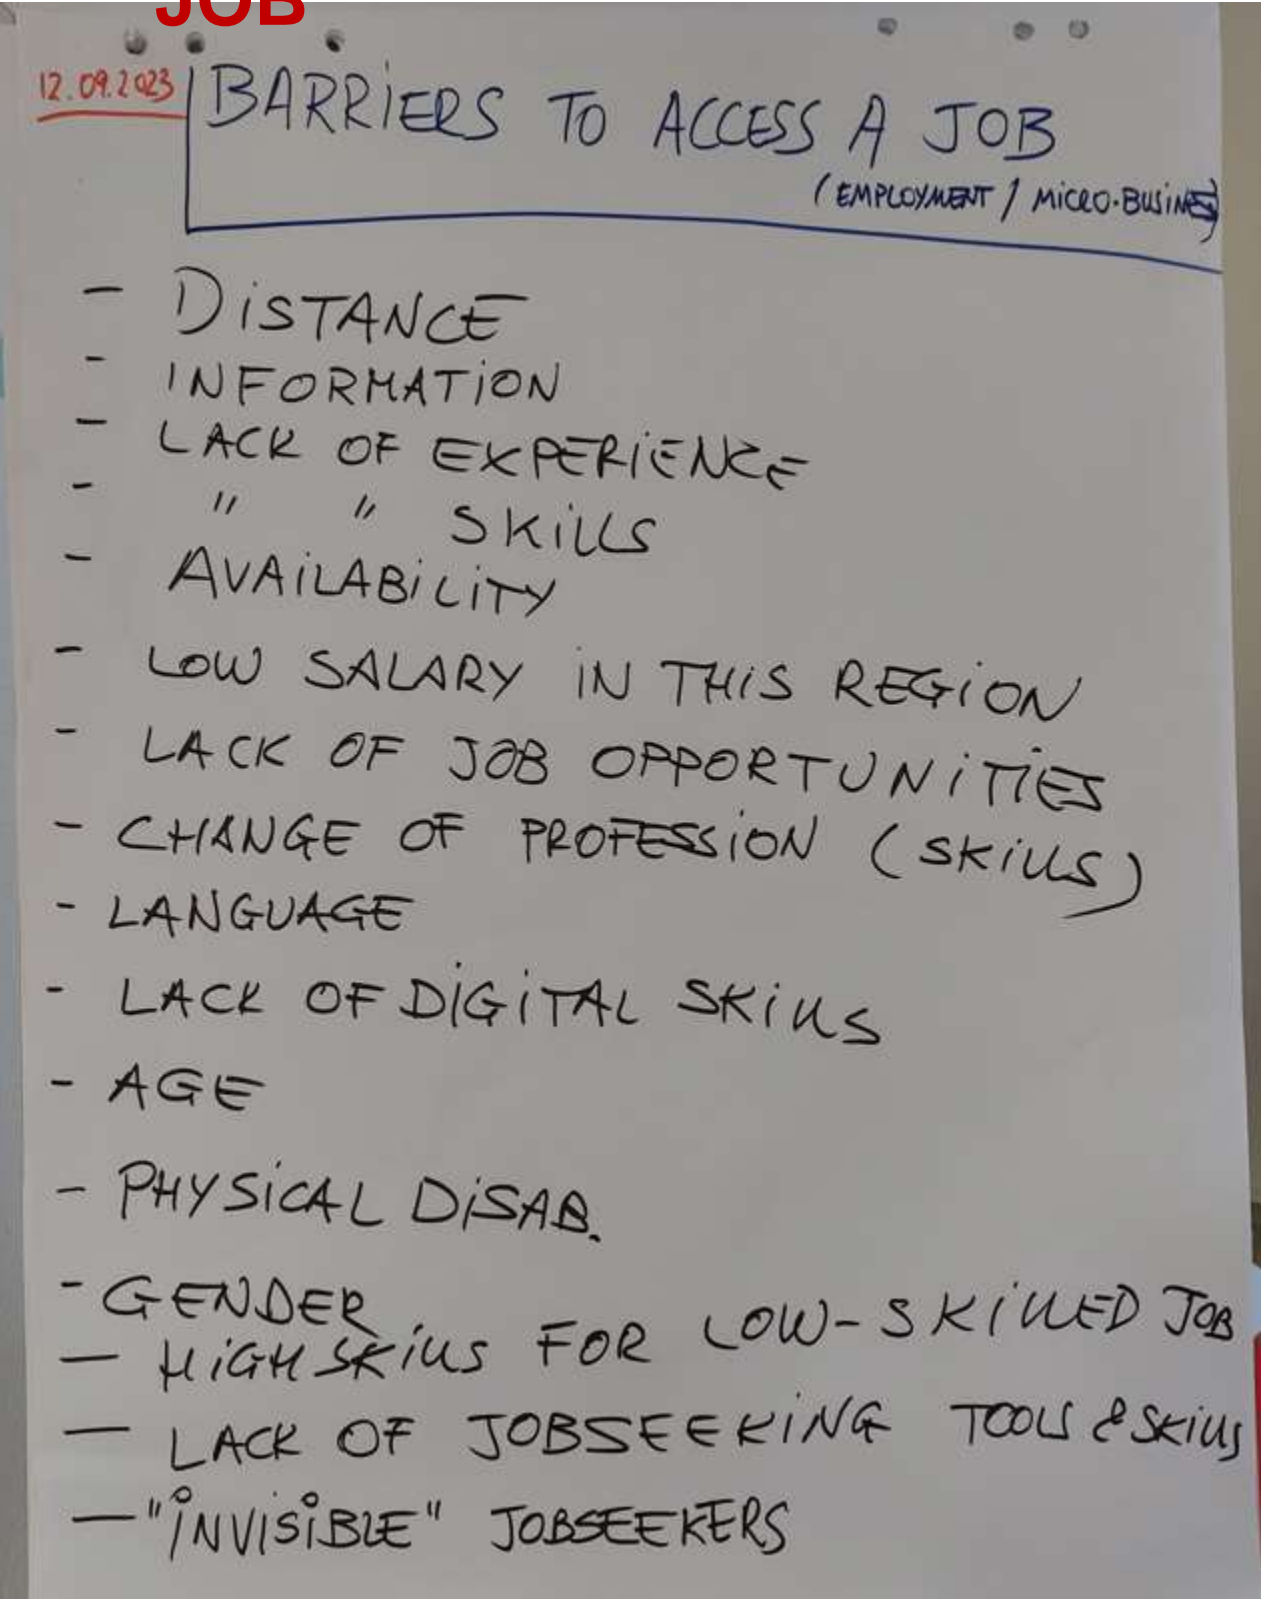 JOB
12.09.2023
BARRIERS TO ACCESS A JOB
(EMPLOYMENT / MICRO-BUSINES)
- DISTANCE
- INFORMATION
- LACK OF EXPERIENCE
- " " SKILLS
- AVAILABILITY
- LOW SALARY IN THIS REGION
- LACK OF JOB OPPORTUNITIES
- CHANGE OF PROFESSION (SKILLS)
- LANGUAGE
- LACK OF DIGITAL SKILLS
- AGE
- PHYSICAL DISAB.
- GENDER
- HIGH SKILLS FOR LOW-SKILLED JOB
- LACK OF JOBSEEKING TOOLS & SKILLS
- "INVISIBLE" JOBSEEKERS